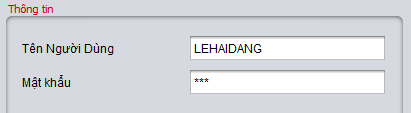 Thông tin
Tên Người Dùng LEHAIDANG
Mật khẩu ***